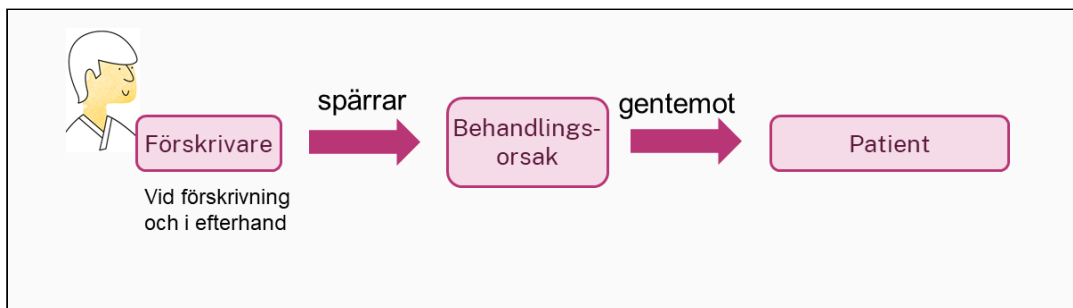 Förskrivare
Vid förskrivning
och i efterhand
spärrar
Behandlings-
orsak
gentemot
Patient